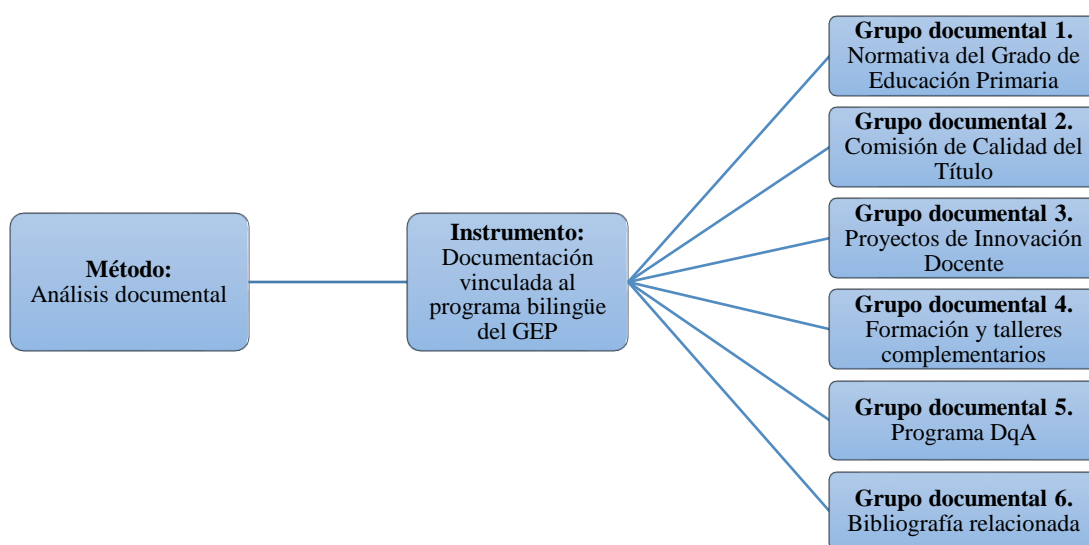 Método:
Análisis documental
Instrumento:
Documentación
vinculada al
programa bilingüe
del GEP
Grupo documental 1.
Normativa del Grado de
Educación Primaria
Grupo documental 2.
Comisión de Calidad del
Título
Grupo documental 3.
Proyectos de Innovación
Docente
Grupo documental 4.
Formación y talleres
complementarios
Grupo documental 5.
Programa DqA
Grupo documental 6.
Bibliografía relacionada